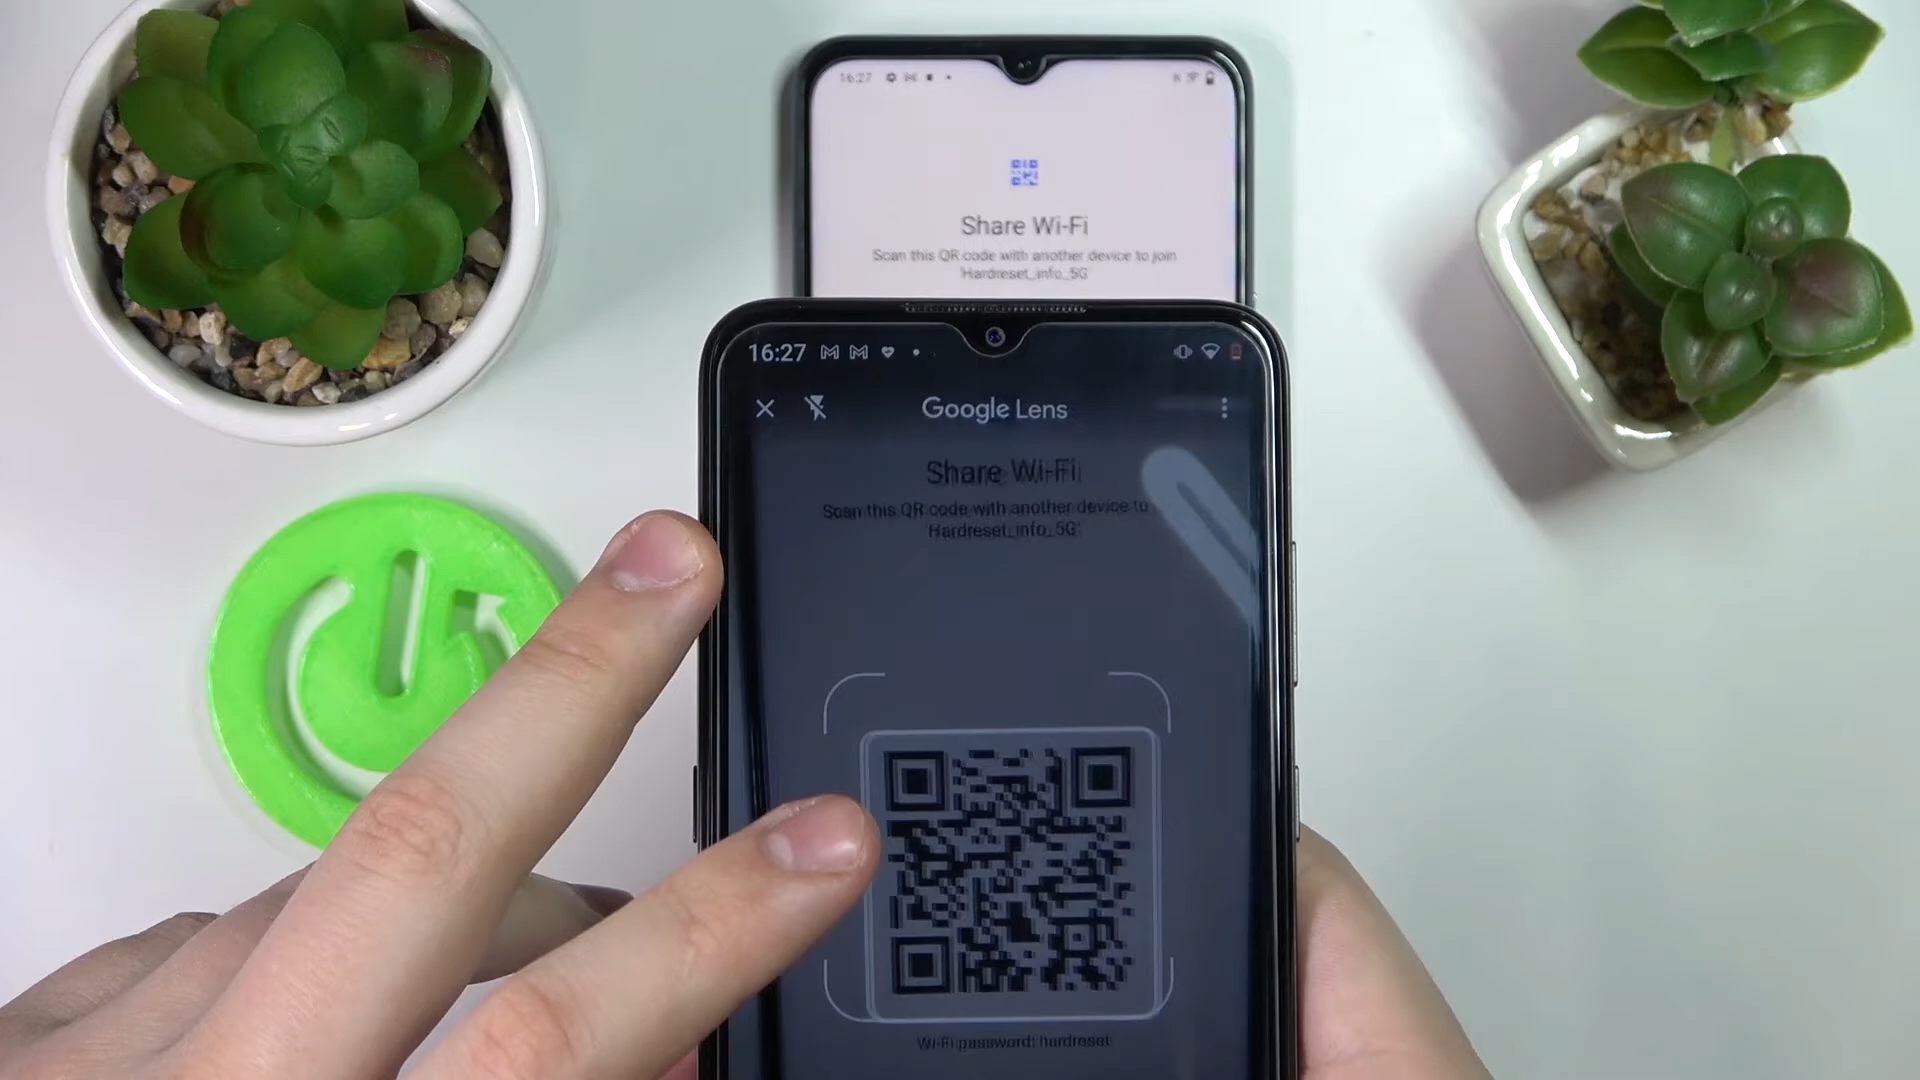 16:27
Share Wi-Fi
Scan this QR code with another device to join
'Hardreset_info_5G'
16:27
Google Lens
Share Wi-Fi
Scan this QR code with another device to
'Hardreset_info_5G'
Wi-Fi password: hardreset